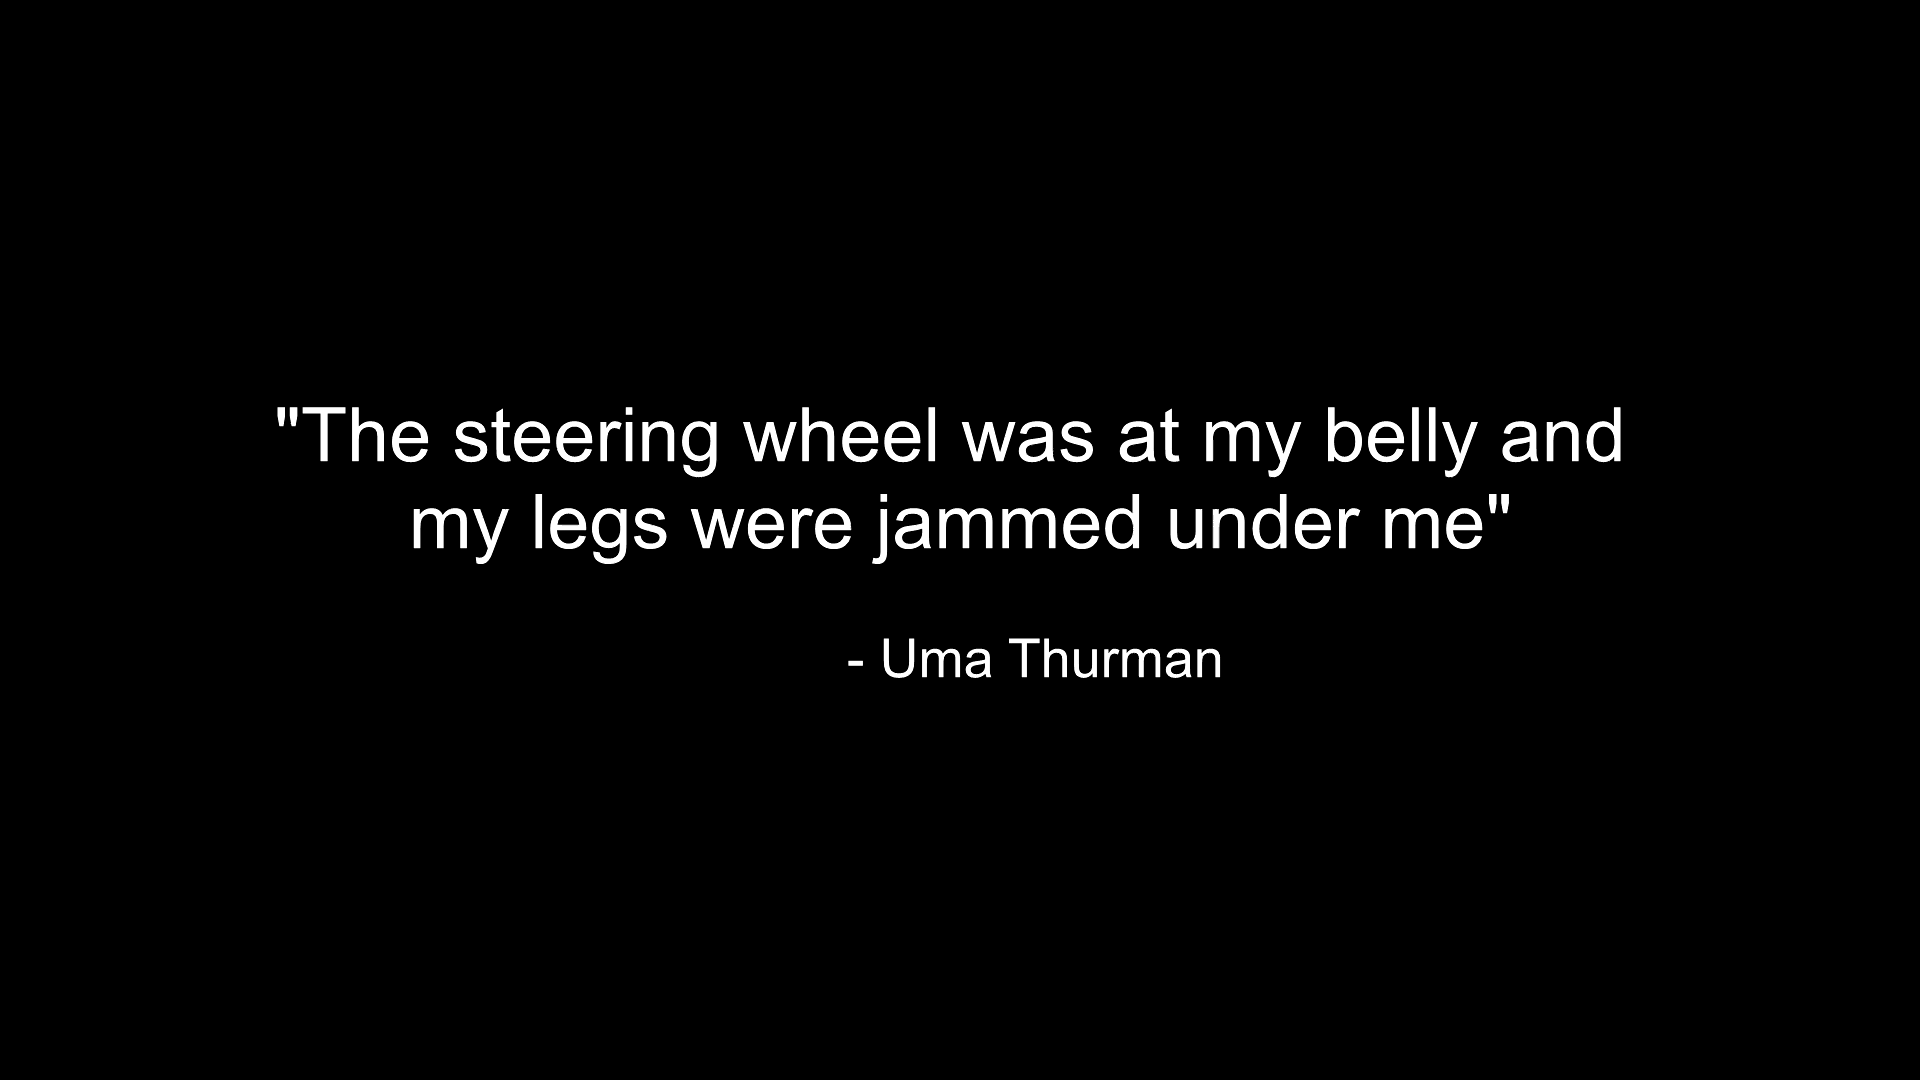 "The steering wheel was at my belly and
my legs were jammed under me"
- Uma Thurman